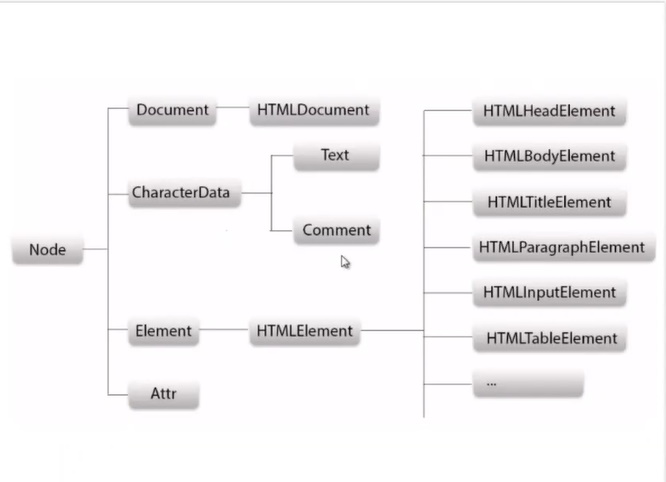 Document
HTMLDocument
HTMLHeadElement
Text
HTMLBodyElement
CharacterData
HTMLTitleElement
Comment
Node
HTMLParagraphElement
HTMLInputElement
Element
HTMLElement
HTMLTableElement
...
Attr